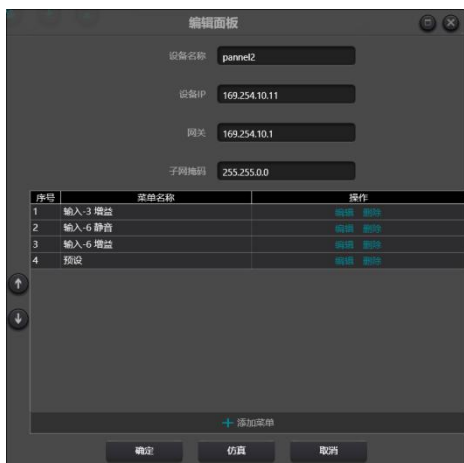 编辑面板
设备名称 pannel2
设备IP 169.254.10.11
网关 169.254.10.1
子网掩码 255.255.0.0
序号 菜单名称 操作
1 输入-3 增益 编辑 删除
2 输入-6 静音 编辑 删除
3 输入-6 增益 编辑 删除
4 预设 编辑 删除
添加菜单
确定 仿真 取消